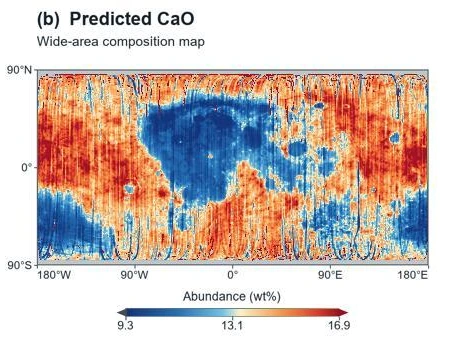 (b) Predicted CaO
Wide-area composition map
90°N
0°
90°S
180°W 90°W 0° 90°E 180°E
Abundance (wt%)
9.3 13.1 16.9